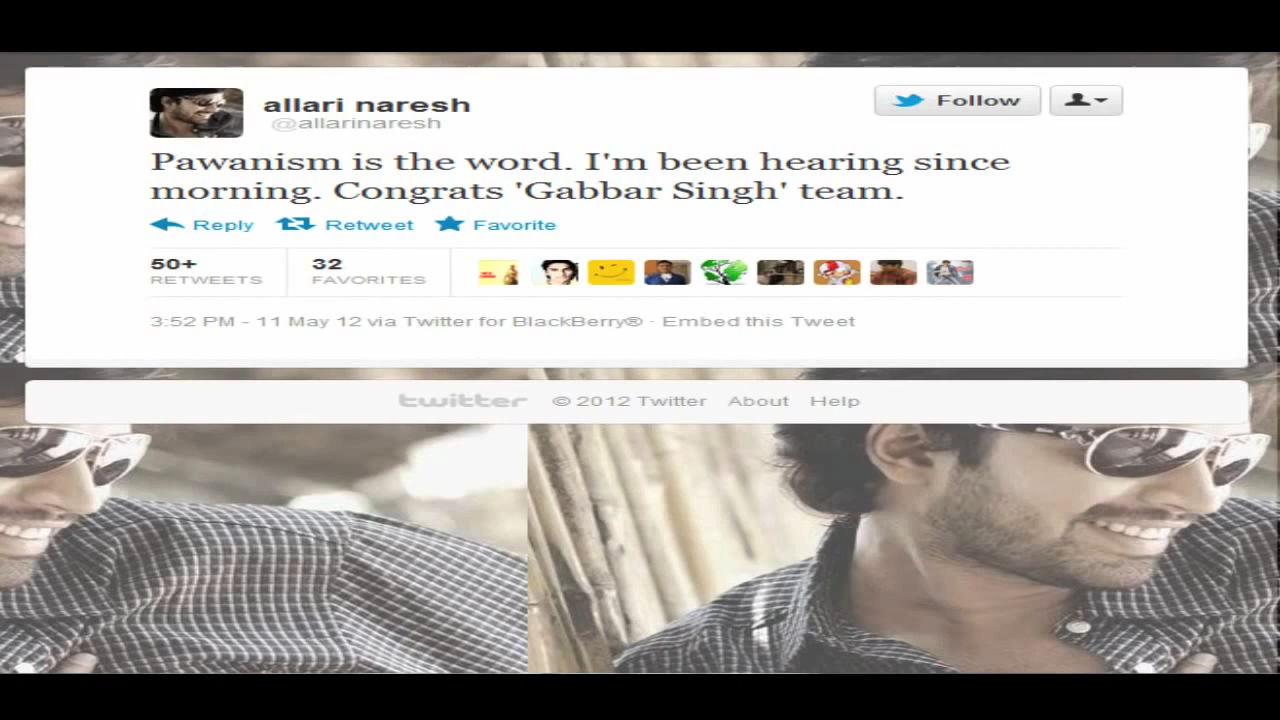 allari naresh
@allarinaresh
Follow
Pawanism is the word. I'm been hearing since
morning. Congrats 'Gabbar Singh' team.
Reply Retweet Favorite
50+ 32
RETWEETS FAVORITES
3:52 PM - 11 May 12 via Twitter for BlackBerry® · Embed this Tweet
twitter © 2012 Twitter About Help